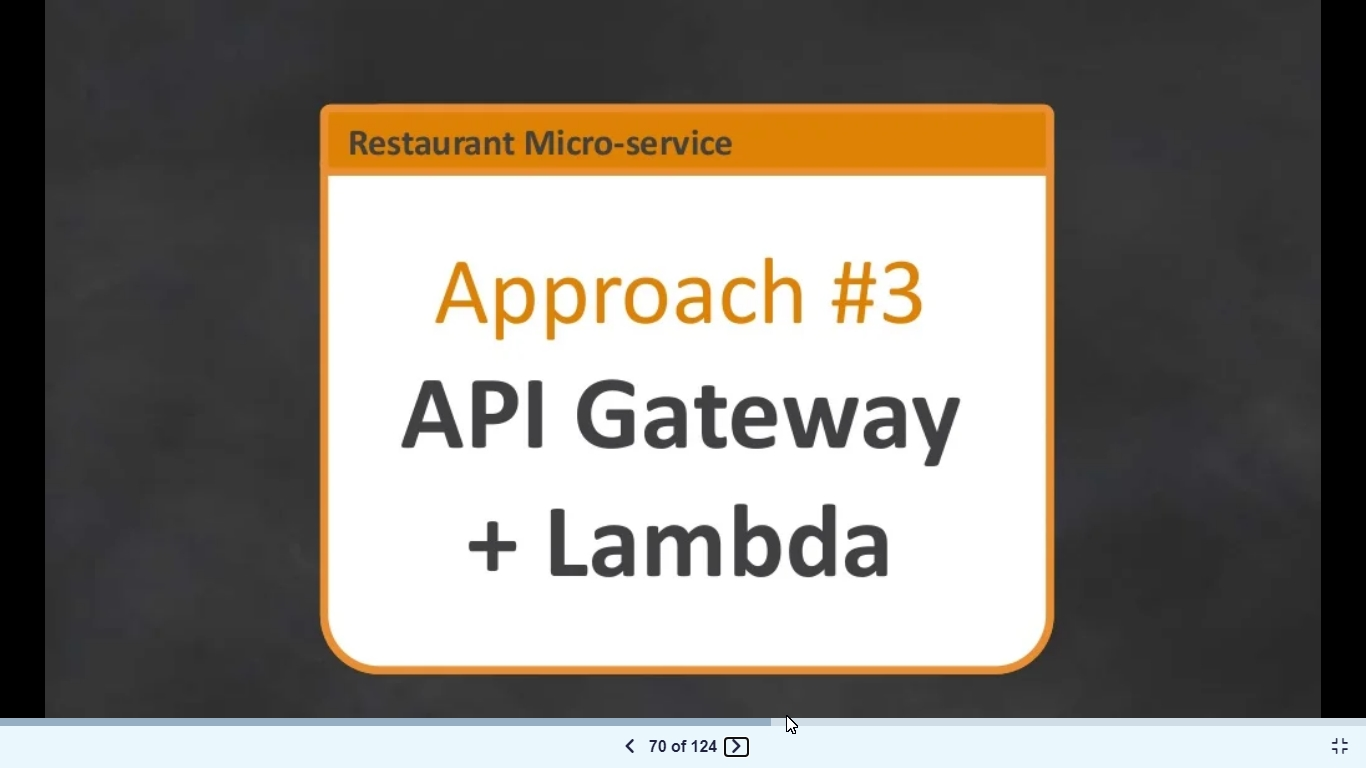 Restaurant Micro-service
Approach #3
API Gateway
+ Lambda
70 of 124